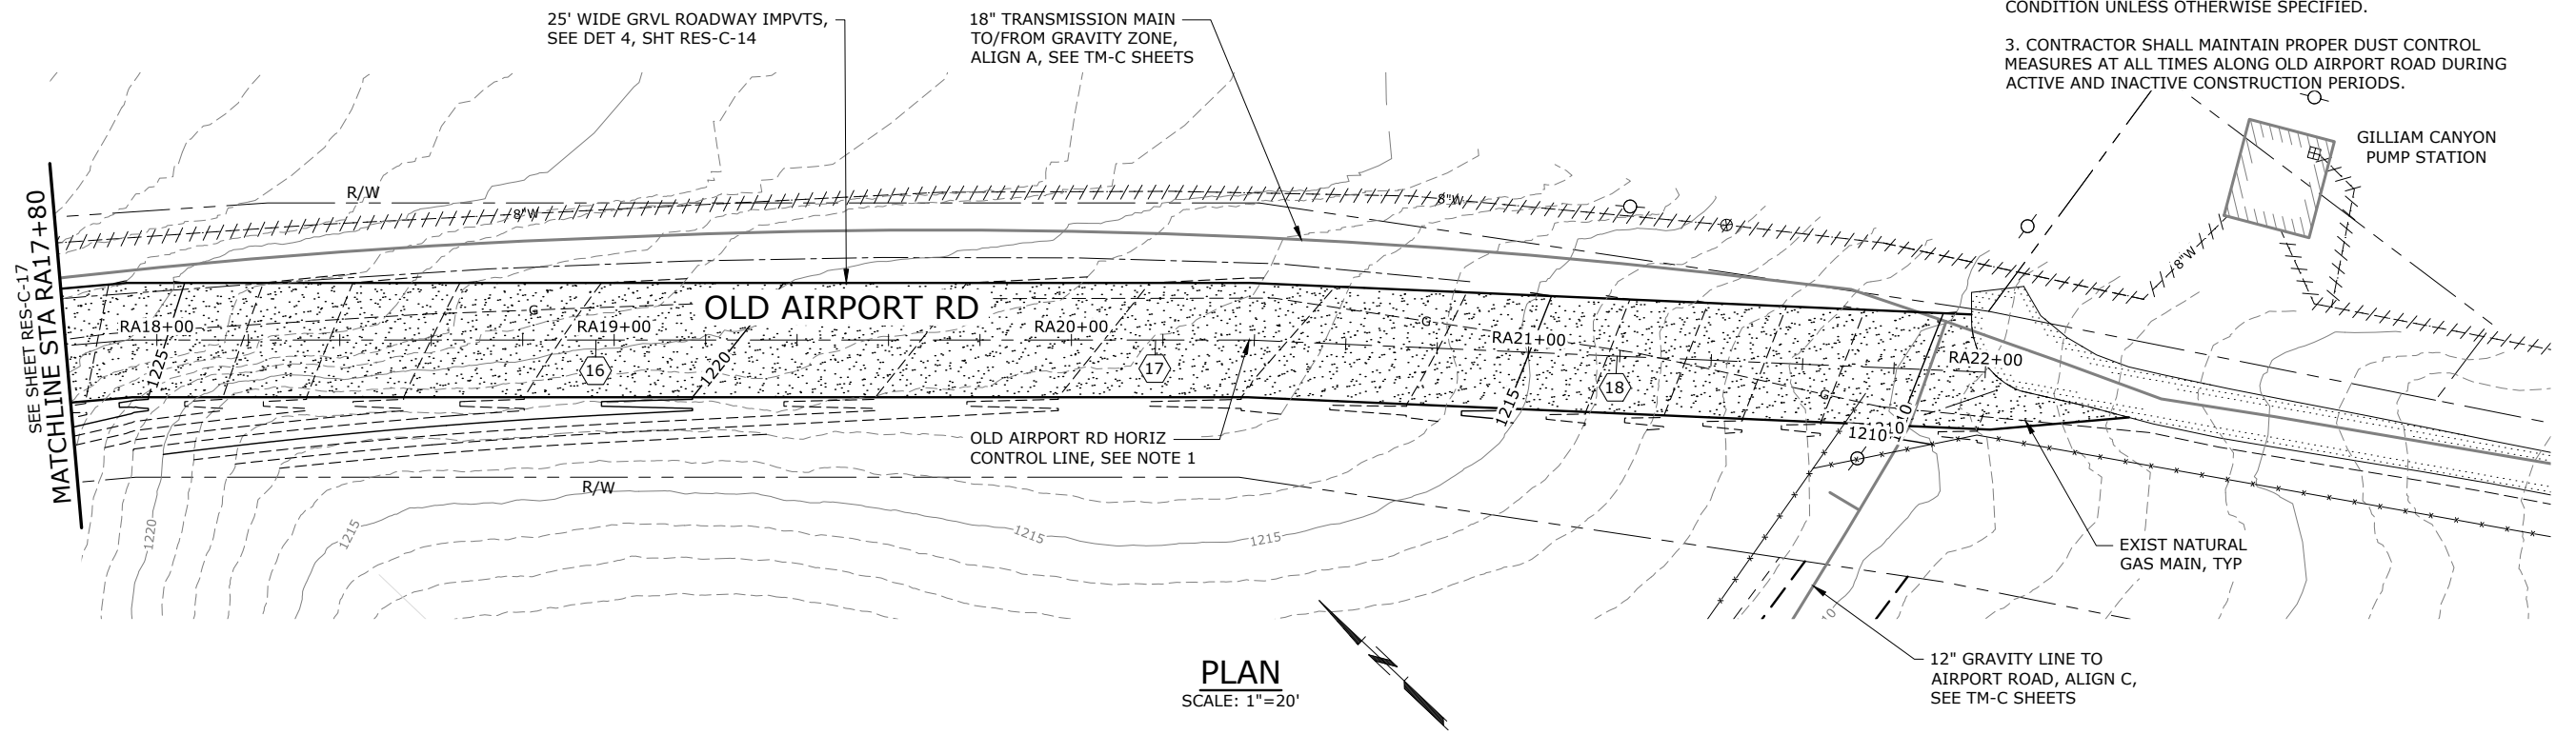 25' WIDE GRVL ROADWAY IMPVTS,
SEE DET 4, SHT RES-C-14
18" TRANSMISSION MAIN
TO/FROM GRAVITY ZONE,
ALIGN A, SEE TM-C SHEETS
CONDITION UNLESS OTHERWISE SPECIFIED.
3. CONTRACTOR SHALL MAINTAIN PROPER DUST CONTROL
MEASURES AT ALL TIMES ALONG OLD AIRPORT ROAD DURING
ACTIVE AND INACTIVE CONSTRUCTION PERIODS.
GILLIAM CANYON
PUMP STATION
SEE SHEET RES-C-17
MATCHLINE STA RA17+80
R/W
8"W
8"W
8"W
OLD AIRPORT RD
G
G
G
RA18+00
RA19+00
RA20+00
RA21+00
RA22+00
1225
1220
1215
1210
1210
16
17
18
OLD AIRPORT RD HORIZ
CONTROL LINE, SEE NOTE 1
R/W
1220
1215
1215
1215
10
EXIST NATURAL
GAS MAIN, TYP
12" GRAVITY LINE TO
AIRPORT ROAD, ALIGN C,
SEE TM-C SHEETS
PLAN
SCALE: 1"=20'